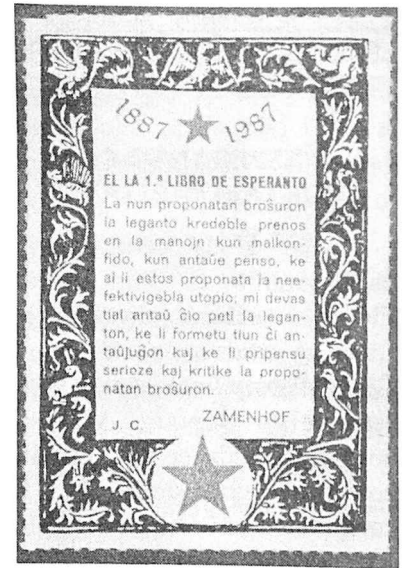 1887 1987
EL LA 1.ª LIBRO DE ESPERANTO
La nun proponatan broŝuron
la leganto kredeble prenos
en la manojn kun malkon-
fido, kun antaŭe penso, ke
al li estos proponata la nee-
fektivigebla utopio; mi devas
tial antaŭ ĉio peti la legan-
ton, ke li formetu tiun ĉi an-
taŭjuĝon kaj ke li pripensu
serioze kaj kritike la propo-
natan broŝuron.
J. C. ZAMENHOF